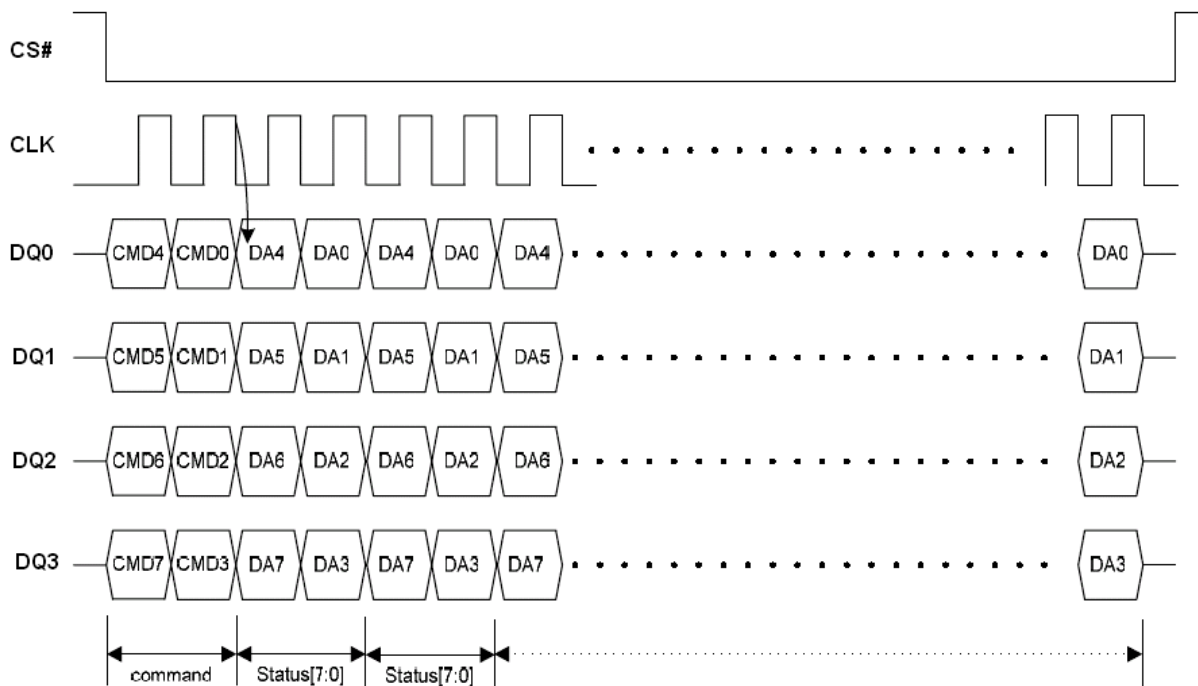 CS#
CLK
DQ0 CMD4 CMD0 DA4 DA0 DA4 DA0 DA4 DA0
DQ1 CMD5 CMD1 DA5 DA1 DA5 DA1 DA5 DA1
DQ2 CMD6 CMD2 DA6 DA2 DA6 DA2 DA6 DA2
DQ3 CMD7 CMD3 DA7 DA3 DA7 DA3 DA7 DA3
command Status[7:0] Status[7:0]